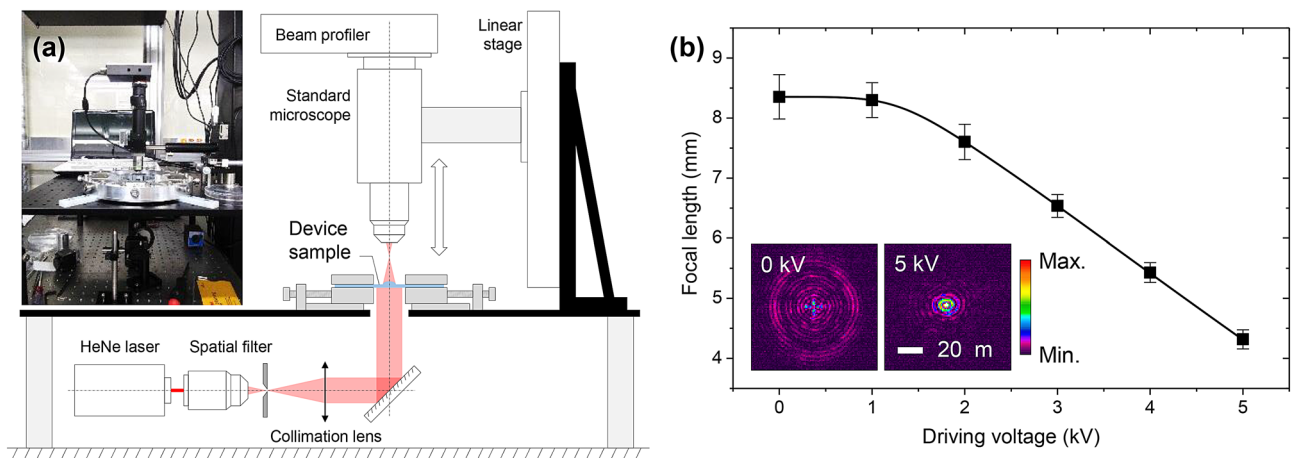 (a)
Beam profiler
Linear
stage
Standard
microscope
Device
sample
HeNe laser
Spatial filter
Collimation lens
(b)
Focal length (mm)
9
8
7
6
5
4
0 kV
5 kV
20 m
Max.
Min.
0 1 2 3 4 5
Driving voltage (kV)